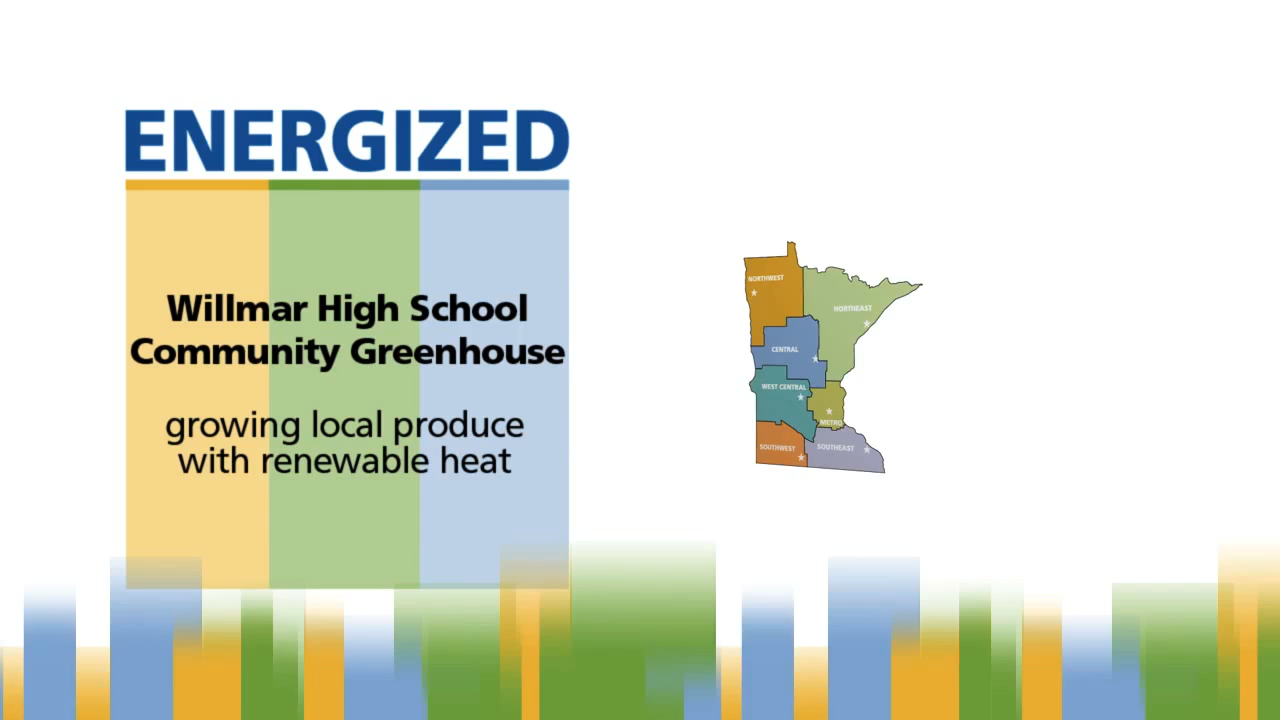 ENERGIZED
Willmar High School
Community Greenhouse
growing local produce
with renewable heat
NORTHWEST
NORTHEAST
CENTRAL
WEST CENTRAL
METRO
SOUTHWEST
SOUTHEAST